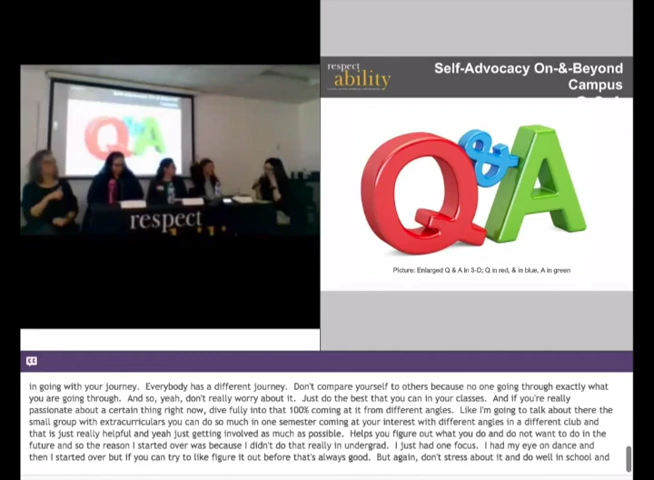 respect
ability
Self-Advocacy On-&-Beyond
Campus
Q&A
Picture: Enlarged Q & A In 3-D; Q in red, & in blue, A in green
Self-Advocacy On-&-Beyond
Campus
Q&A
respect
in going with your journey. Everybody has a different journey. Don't compare yourself to others because no one going through exactly what
you are going through. And so, yeah, don't really worry about it. Just do the best that you can in your classes. And if you're really
passionate about a certain thing right now, dive fully into that 100% coming at it from different angles. Like I'm going to talk about there the
small group with extracurriculars you can do so much in one semester coming at your interest with different angles in a different club and
that is just really helpful and yeah just getting involved as much as possible. Helps you figure out what you do and do not want to do in the
future and so the reason I started over was because I didn't do that really in undergrad. I just had one focus. I had my eye on dance and
then I started over but if you can try to like figure it out before that's always good. But again, don't stress about it and do well in school and